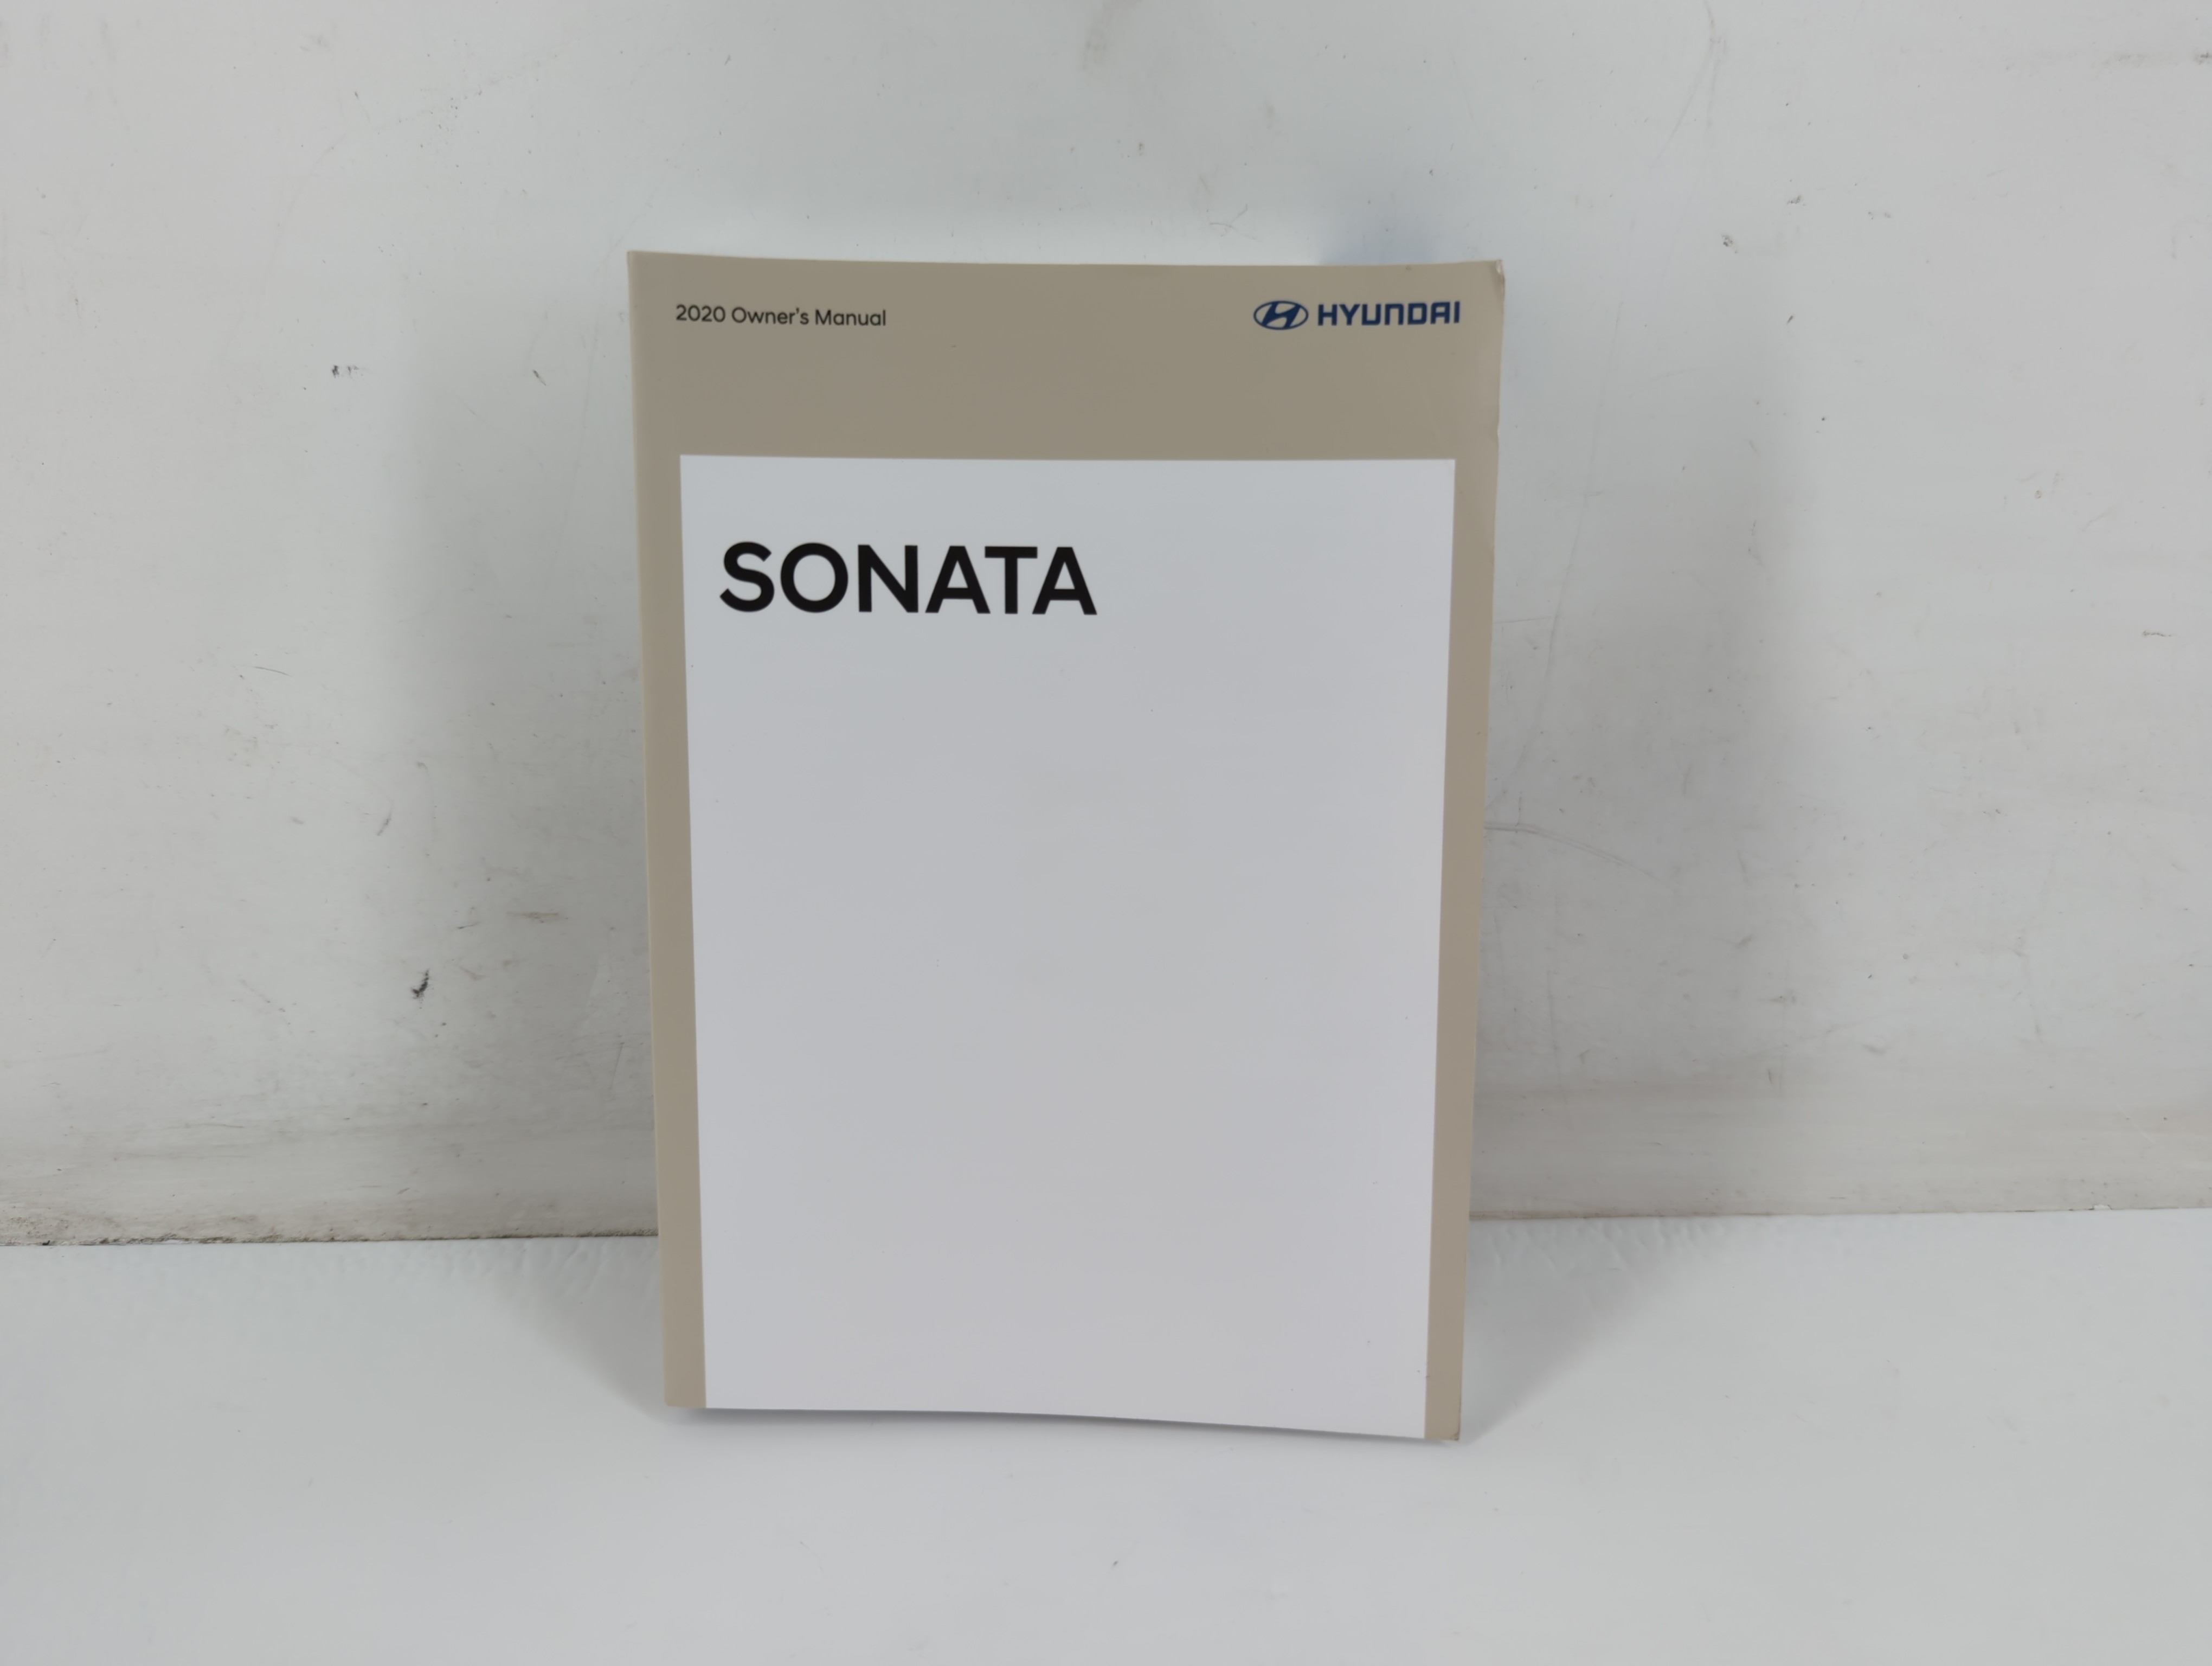 2020 Owner's Manual
HYUNDAI
SONATA